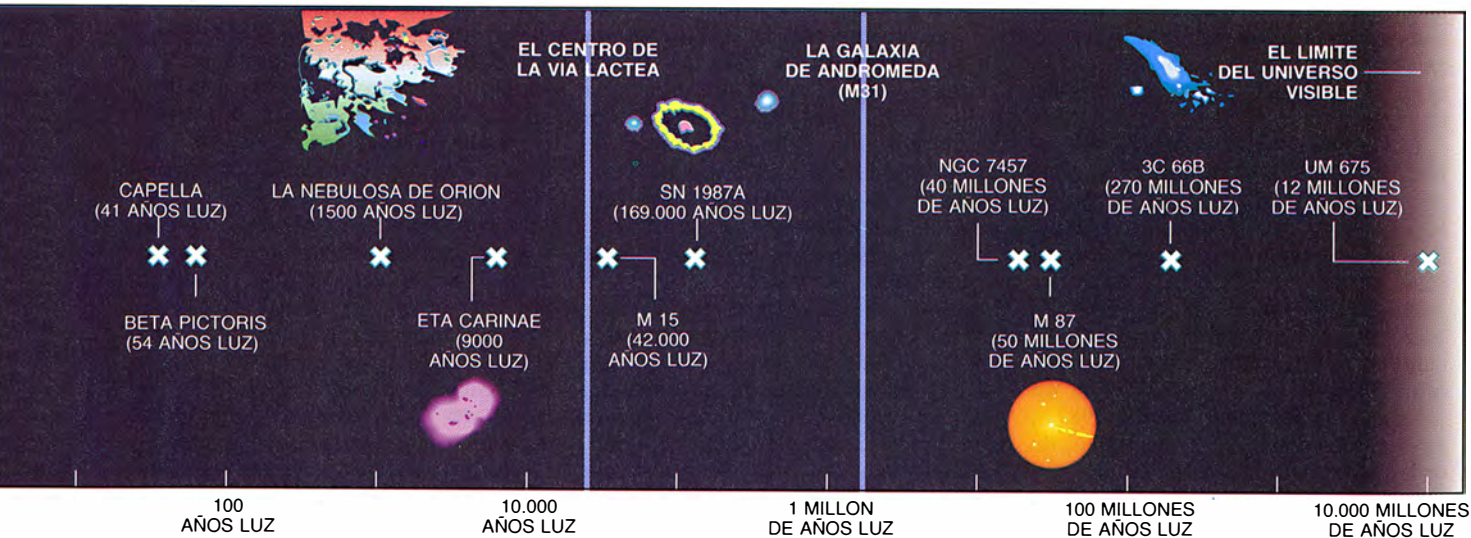 EL CENTRO DE
LA VIA LACTEA
LA GALAXIA
DE ANDROMEDA
(M31)
EL LIMITE
DEL UNIVERSO
VISIBLE
CAPELLA
(41 AÑOS LUZ)
LA NEBULOSA DE ORION
(1500 AÑOS LUZ)
SN 1987A
(169.000 AÑOS LUZ)
NGC 7457
(40 MILLONES
DE AÑOS LUZ)
3C 66B
(270 MILLONES
DE AÑOS LUZ)
UM 675
(12 MILLONES
DE AÑOS LUZ)
BETA PICTORIS
(54 AÑOS LUZ)
ETA CARINAE
(9000
AÑOS LUZ)
M 15
(42.000
AÑOS LUZ)
M 87
(50 MILLONES
DE AÑOS LUZ)
100
AÑOS LUZ
10.000
AÑOS LUZ
1 MILLON
DE AÑOS LUZ
100 MILLONES
DE AÑOS LUZ
10.000 MILLONES
DE AÑOS LUZ